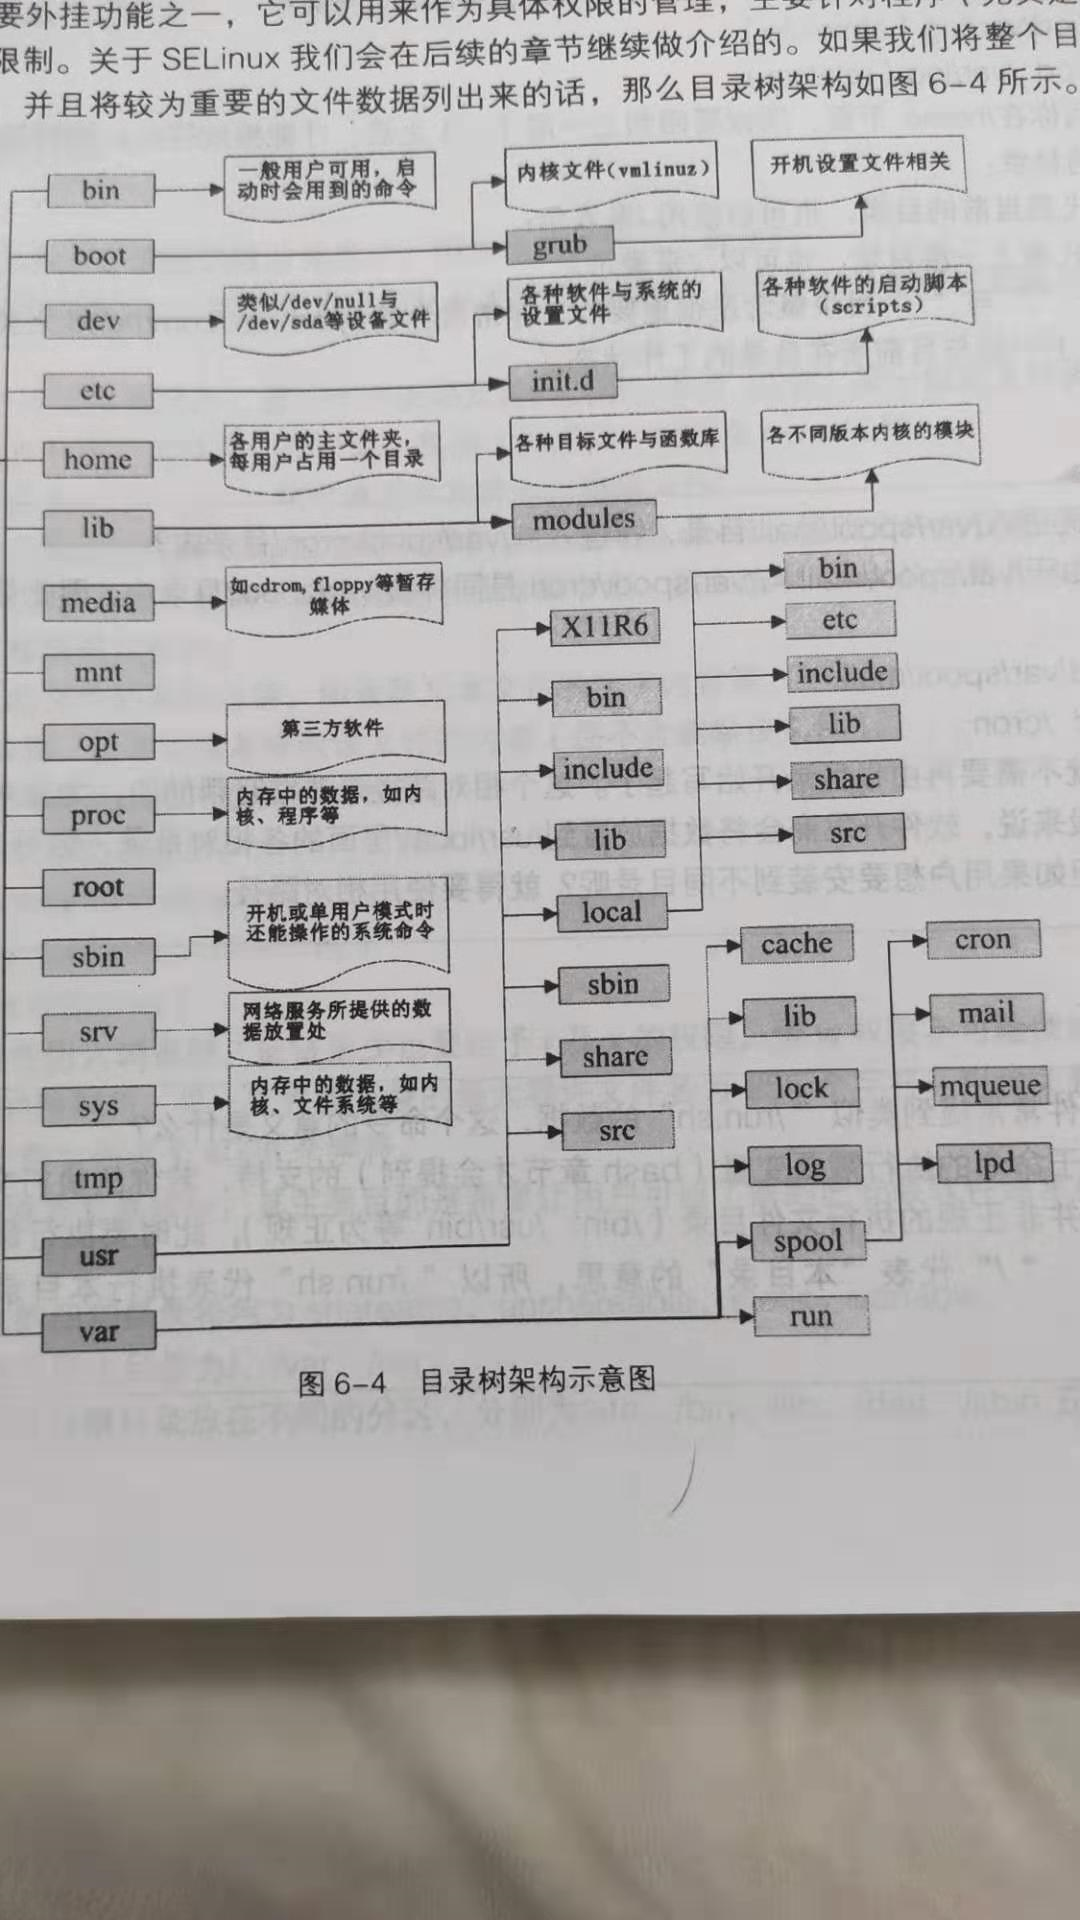 要外挂功能之一，它可以用来作为具体权限的管理，主要针对程序
限制。关于 SELinux 我们会在后续的章节继续做介绍的。如果我们将整个目
并且将较为重要的文件数据列出来的话，那么目录树架构如图 6-4 所示。
bin
一般用户可用，启
动时会用到的命令
内核文件(vmlinuz)
开机设置文件相关
boot
grub
dev
类似/dev/null与
/dev/sda等设备文件
各种软件与系统的
设置文件
各种软件的启动脚本
(scripts)
etc
init.d
home
各用户的主文件夹，
每用户占用一个目录
各种目标文件与函数库
各不同版本内核的模块
lib
modules
media
如cdrom,floppy等暂存
媒体
mnt
opt
第三方软件
proc
内存中的数据，如内
核、程序等
root
sbin
开机或单用户模式时
还能操作的系统命令
srv
网络服务所提供的数
据放置处
sys
内存中的数据，如内
核、文件系统等
tmp
usr
var
X11R6
bin
include
lib
local
sbin
share
src
bin
etc
include
lib
share
src
cache
lib
lock
log
spool
run
cron
mail
mqueue
lpd
图 6-4 目录树架构示意图